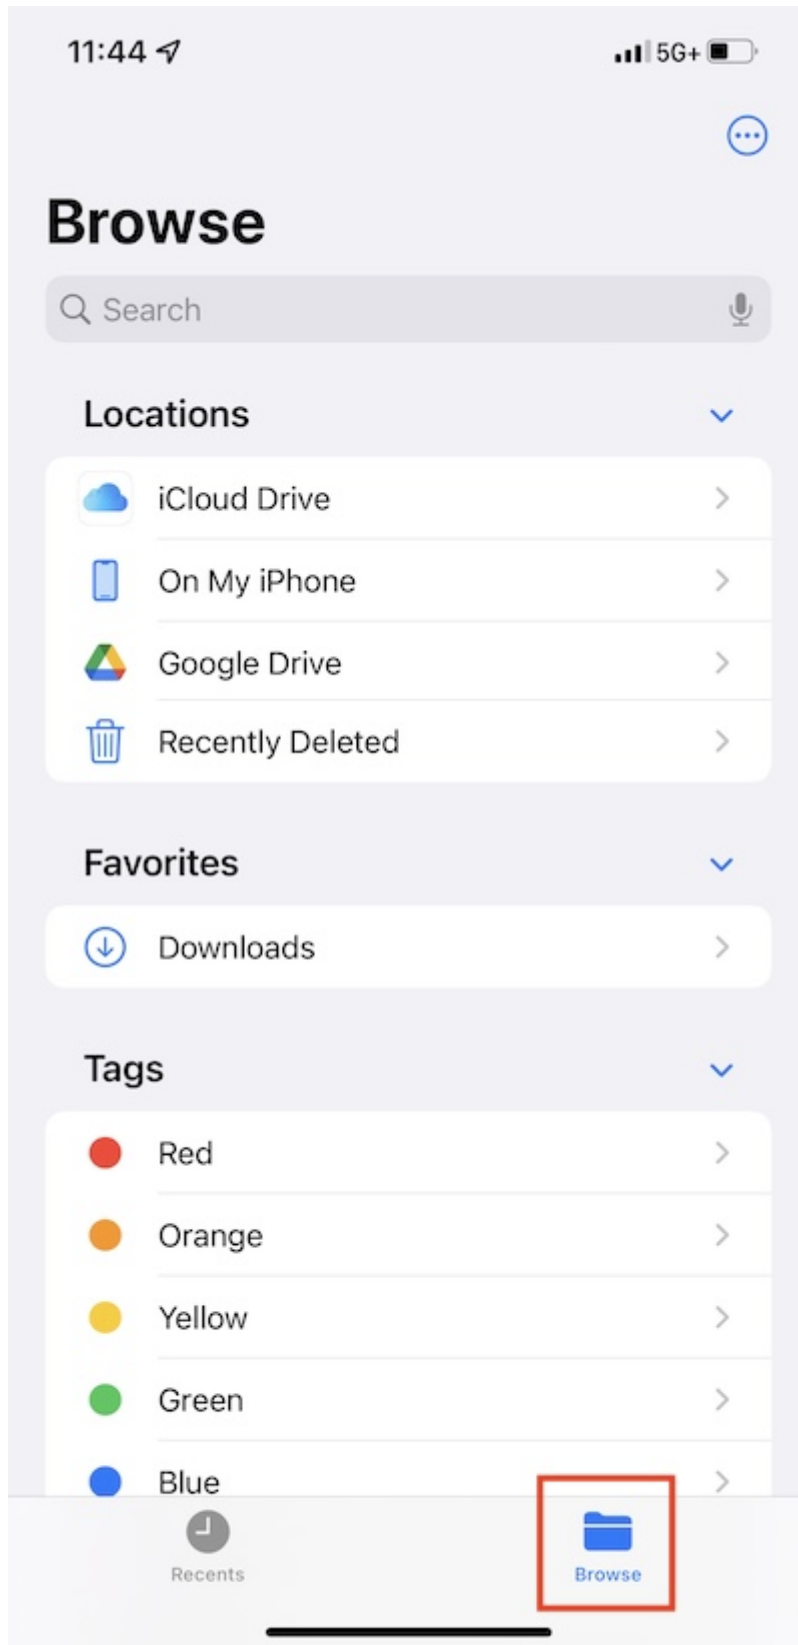 11:44 5G+
Browse
Search
Locations
iCloud Drive
On My iPhone
Google Drive
Recently Deleted
Favorites
Downloads
Tags
Red
Orange
Yellow
Green
Blue
Recents Browse